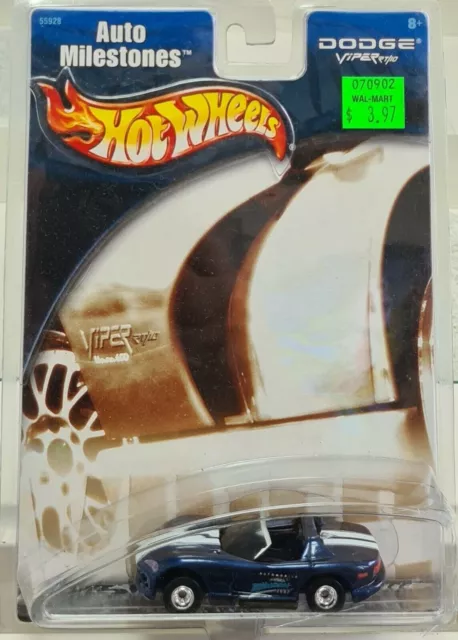 55929
Auto
Milestones™
8+
DODGE®
VIPER RT/10
070902
WAL-MART
$ 3.97
Hot Wheels
VIPER RT/10